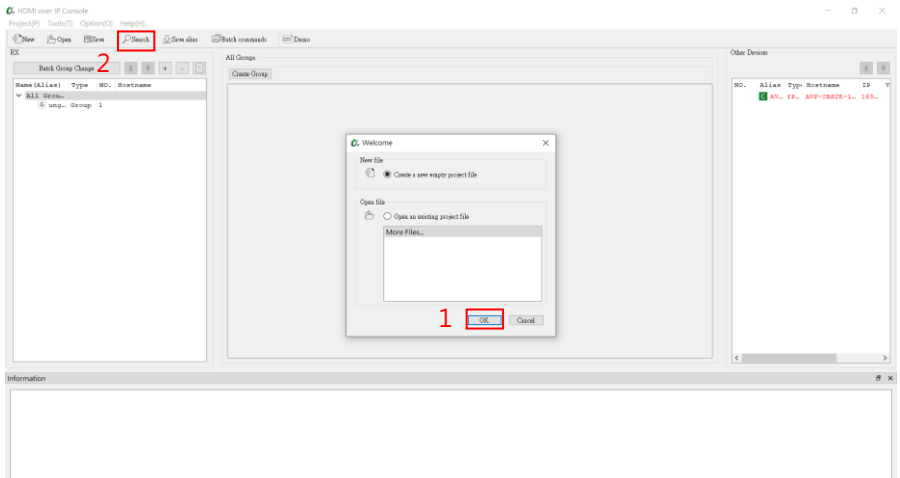 HDMI over IP Console
Project(P) Tools(T) Option(O) Help(H)
New Open Save Search Save alias Batch commands Demo
2
RX
Batch Group Change
+ -
Name(Alias) Type NO. Hostname
All Grou…
G ung… Group 1
All Groups
Create Group
Other Devices
NO. Alias Type Hostname IP V
C AV… IP…
Welcome
New file
Create a new empty project file
Open file
Open an existing project file
More Files...
1
OK Cancel
Information